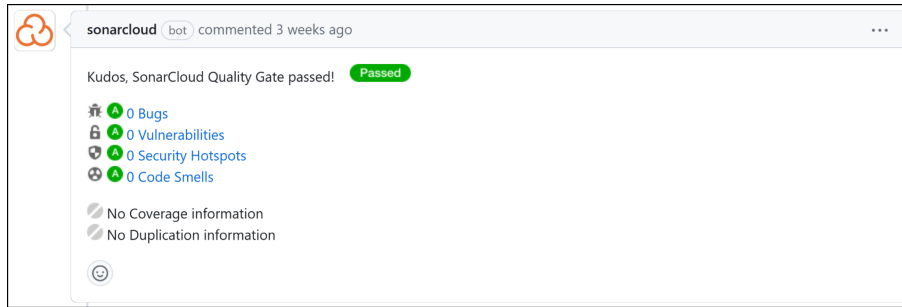 sonarcloud bot commented 3 weeks ago
Kudos, SonarCloud Quality Gate passed! Passed
A 0 Bugs
A 0 Vulnerabilities
A 0 Security Hotspots
A 0 Code Smells
No Coverage information
No Duplication information